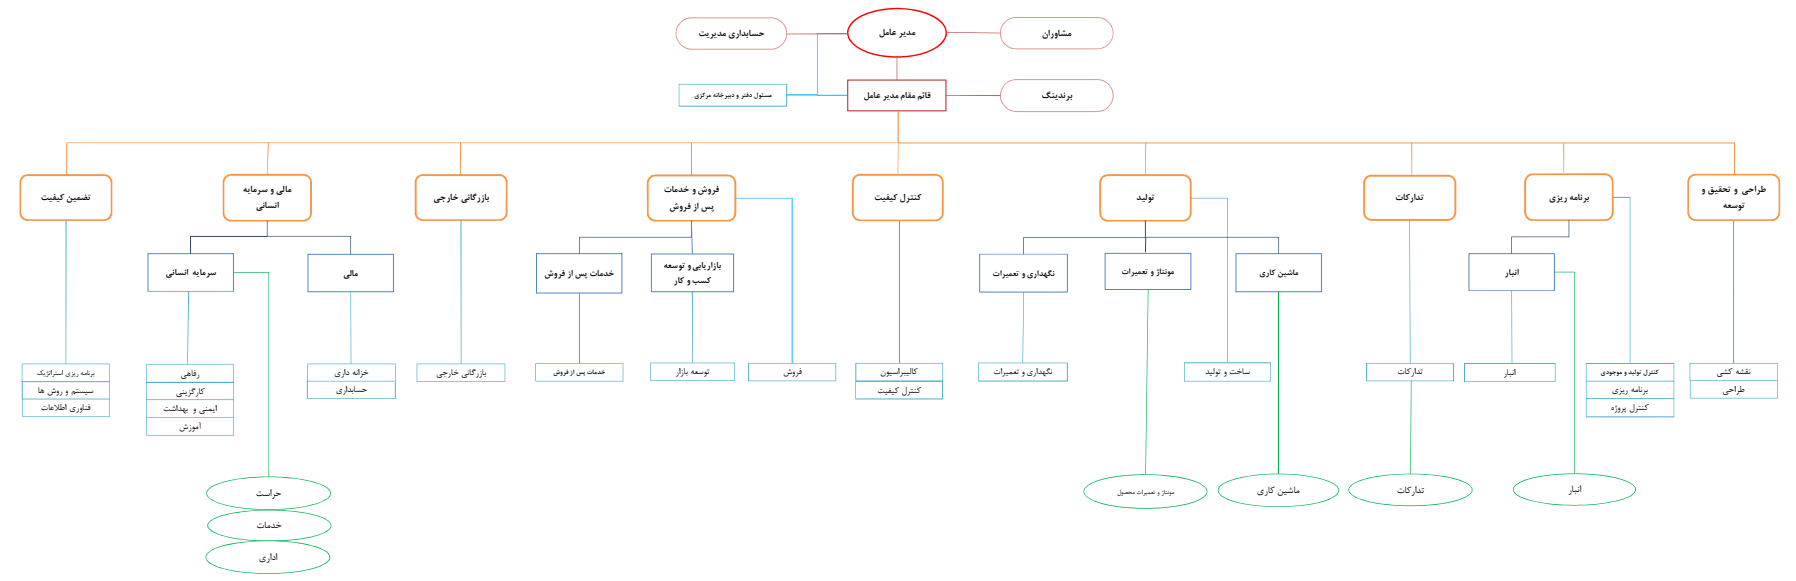 مشاوران
مدیر عامل
حسابداری مدیریت
برندینگ
قائم مقام مدیر عامل
مسئول دفتر و دبیرخانه مرکزی
طراحی و تحقیق و
توسعه
برنامه ریزی
تدارکات
تولید
کنترل کیفیت
فروش و خدمات
پس از فروش
بازرگانی خارجی
مالی و سرمایه
انسانی
تضمین کیفیت
انبار
ماشین کاری
مونتاژ و تعمیرات
نگهداری و تعمیرات
بازاریابی و توسعه
کسب و کار
خدمات پس از فروش
مالی
سرمایه انسانی
نقشه کشی
طراحی
کنترل تولید و موجودی
برنامه ریزی
کنترل پروژه
انبار
تدارکات
ساخت و تولید
نگهداری و تعمیرات
کالیبراسیون
کنترل کیفیت
فروش
توسعه بازار
خدمات پس از فروش
بازرگانی خارجی
خزانه داری
حسابداری
رفاهی
کارگزینی
ایمنی و بهداشت
آموزش
برنامه ریزی استراتژیک
سیستم و روش ها
فناوری اطلاعات
انبار
تدارکات
ماشین کاری
مونتاژ و تعمیرات محصول
حراست
خدمات
اداری